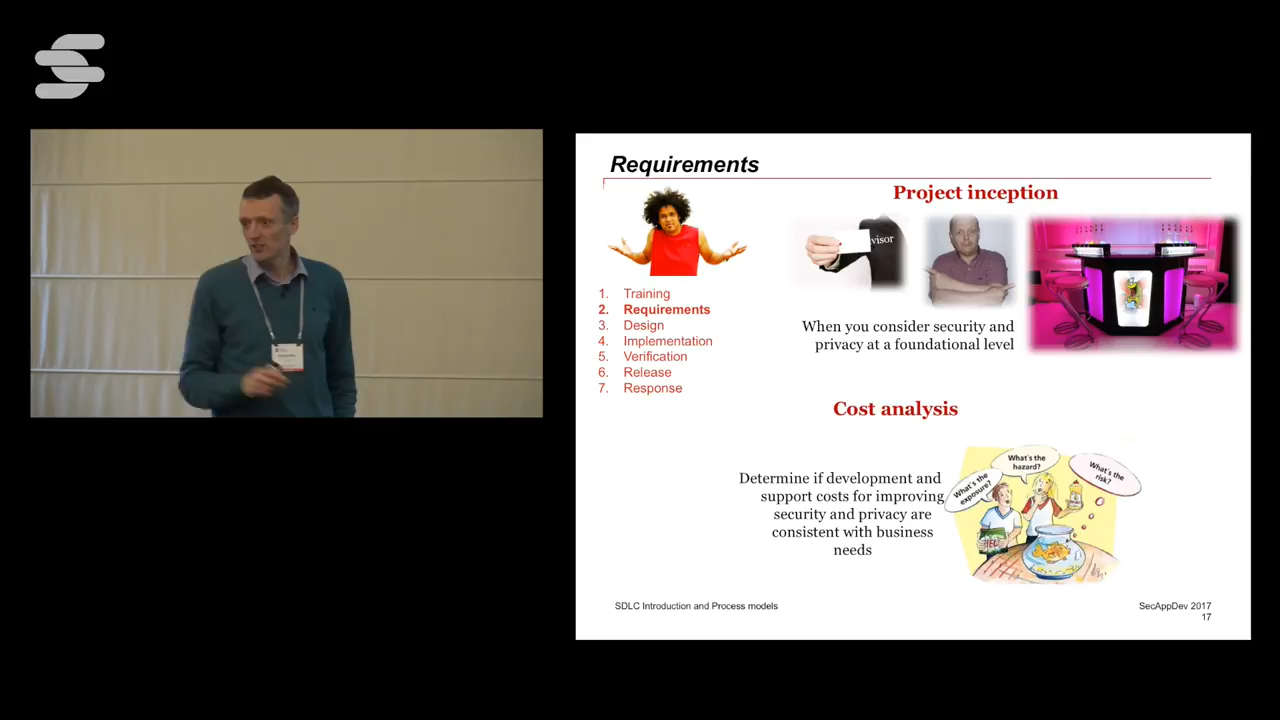 Requirements
Project inception
visor
1. Training
2. Requirements
3. Design
4. Implementation
5. Verification
6. Release
7. Response
When you consider security and
privacy at a foundational level
Cost analysis
Determine if development and
support costs for improving
security and privacy are
consistent with business
needs
What's the
exposure?
What's the
hazard?
What's the
risk?
SDLC Introduction and Process models
SecAppDev 2017
17